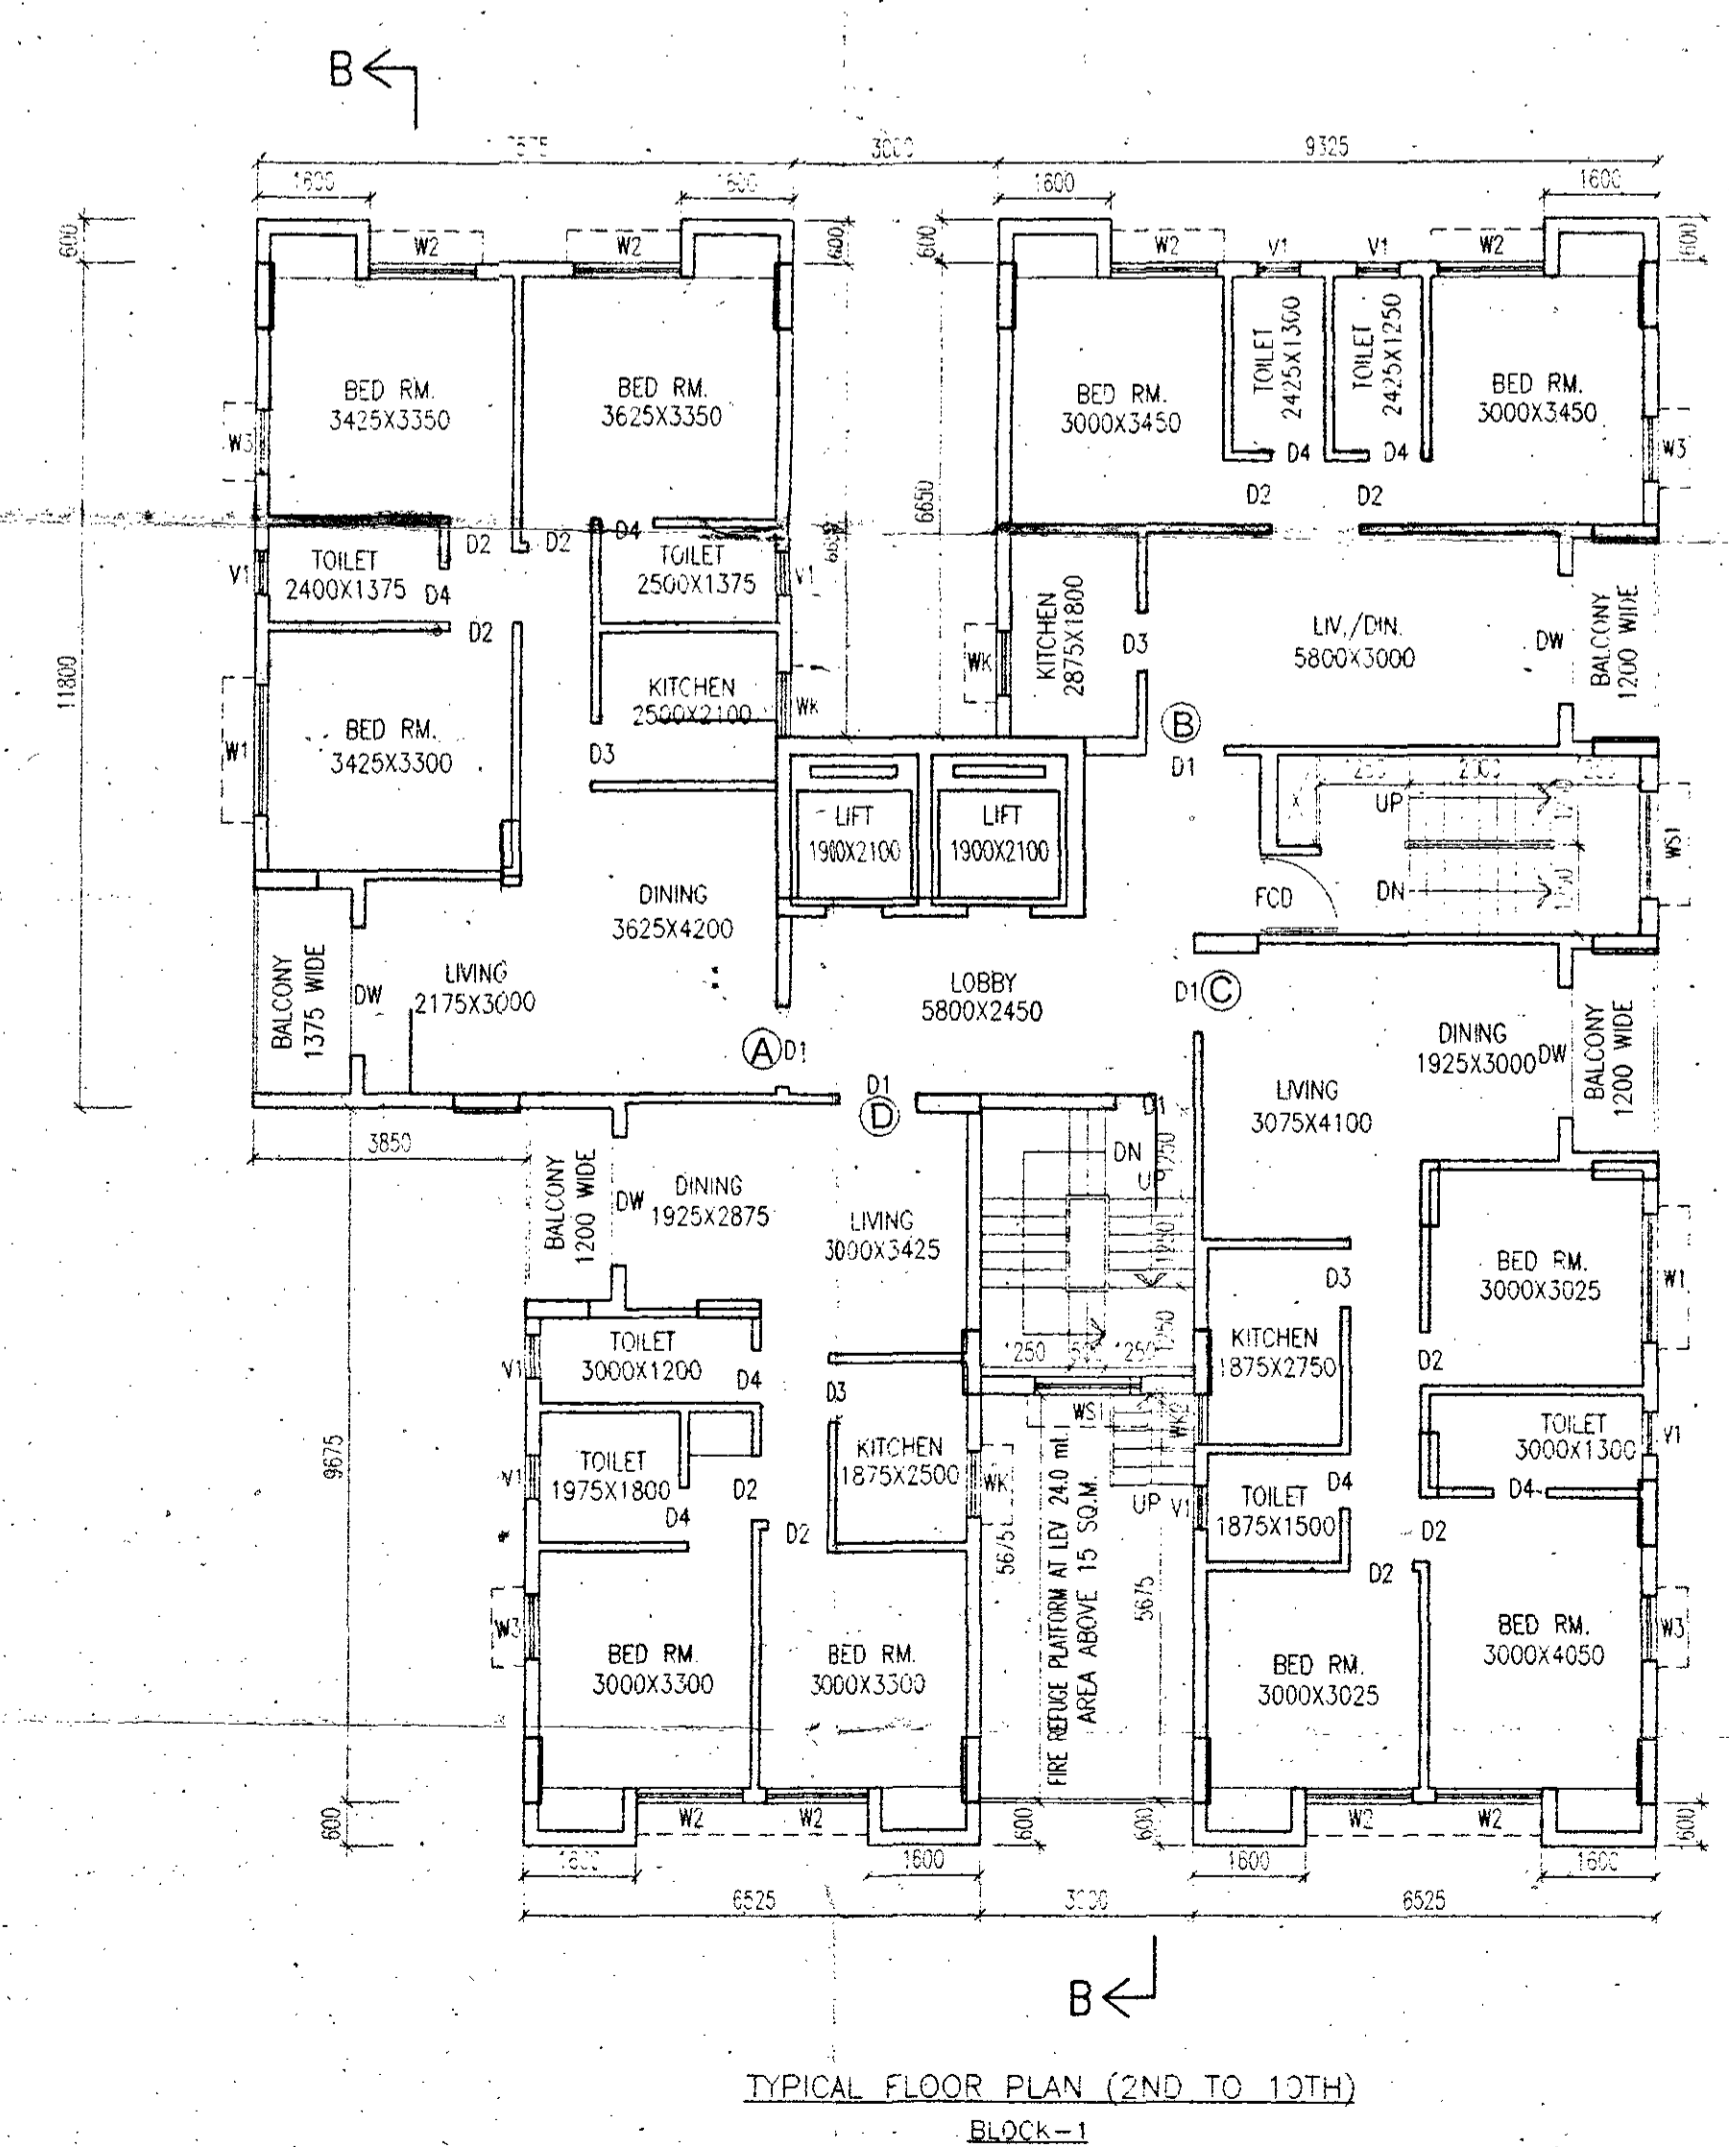 B
3000
9325
1600
1600
1600
1600
600
600
600
600
W2
W2
W2
V1
V1
W2
BED RM.
3425X3350
BED RM.
3625X3350
BED RM.
3000X3450
TOILET
2425X1300
TOILET
2425X1250
BED RM.
3000X3450
W3
W3
D4
D4
D2
D2
6650
D4
D2
D2
TOILET
2400X1375
D4
TOILET
2500X1375
V1
V1
D2
11800
KITCHEN
2875X1800
D3
LIV./DIN.
5800X3000
DW
BALCONY
1200 WIDE
WK
KITCHEN
2500X2100
WK
BED RM.
3425X3300
W1
D3
B
D1
LIFT
1900X2100
LIFT
1900X2100
UP
DN
WS1
FCD
DINING
3625X4200
LIVING
2175X3000
BALCONY
1375 WIDE
DW
LOBBY
5800X2450
D1
C
A
D1
D1
D
DINING
1925X3000
DW
BALCONY
1200 WIDE
LIVING
3075X4100
D1
3850
BALCONY
1200 WIDE
DW
DINING
1925X2875
LIVING
3000X3425
DN
UP
1250
1250
1250
1250
1250
BED RM.
3000X3025
W1
D3
KITCHEN
1875X2750
D2
TOILET
3000X1200
V1
D4
D3
WS1
WK2
TOILET
3000X1300
V1
9675
TOILET
1975X1800
V1
D2
D4
KITCHEN
1875X2500
WK
D2
UP
V1
TOILET
1875X1500
D4
D4
D2
D2
5675
5675
FIRE REFUGE PLATFORM AT LEV 24.0 mt.
AREA ABOVE 15 SQ.M.
W3
BED RM.
3000X3300
BED RM.
3000X3300
BED RM.
3000X3025
BED RM.
3000X4050
W3
W2
W2
W2
W2
600
600
600
600
1600
1600
1600
1600
6525
3000
6525
B
TYPICAL FLOOR PLAN (2ND TO 10TH)
BLOCK-1